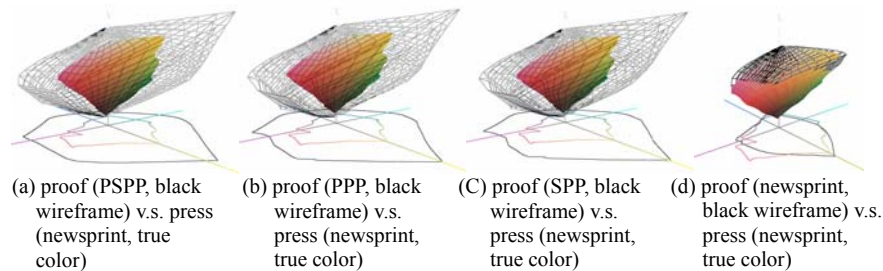 (a) proof (PSPP, black
wireframe) v.s. press
(newsprint, true
color)
(b) proof (PPP, black
wireframe) v.s.
press (newsprint,
true color)
(C) proof (SPP, black
wireframe) v.s.
press (newsprint,
true color)
(d) proof (newsprint,
black wireframe) v.s.
press (newsprint,
true color)